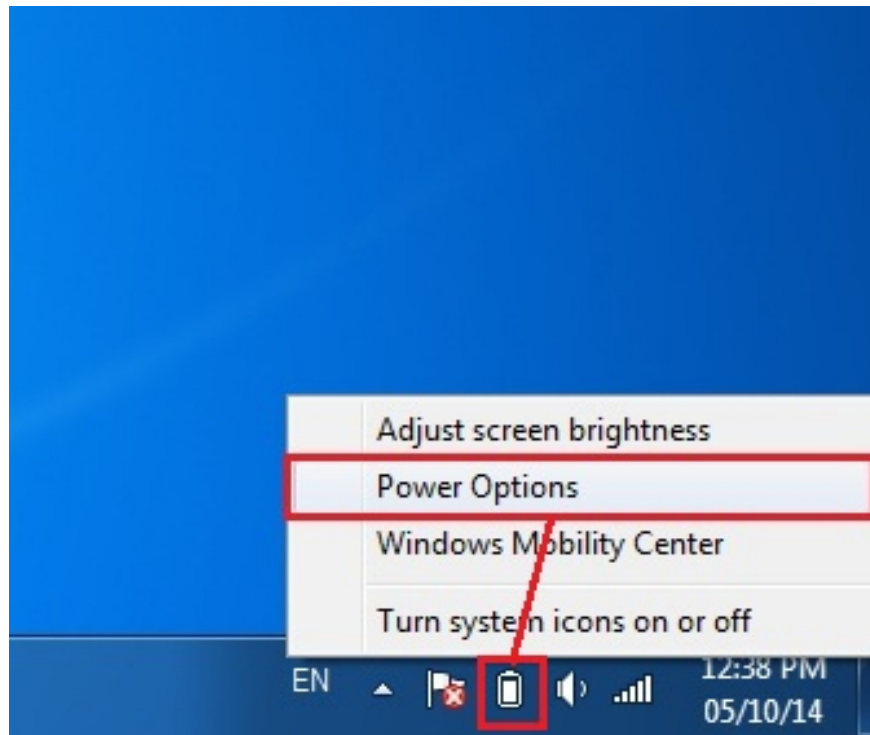 Adjust screen brightness
Power Options
Windows Mobility Center
Turn system icons on or off
EN
12:38 PM
05/10/14